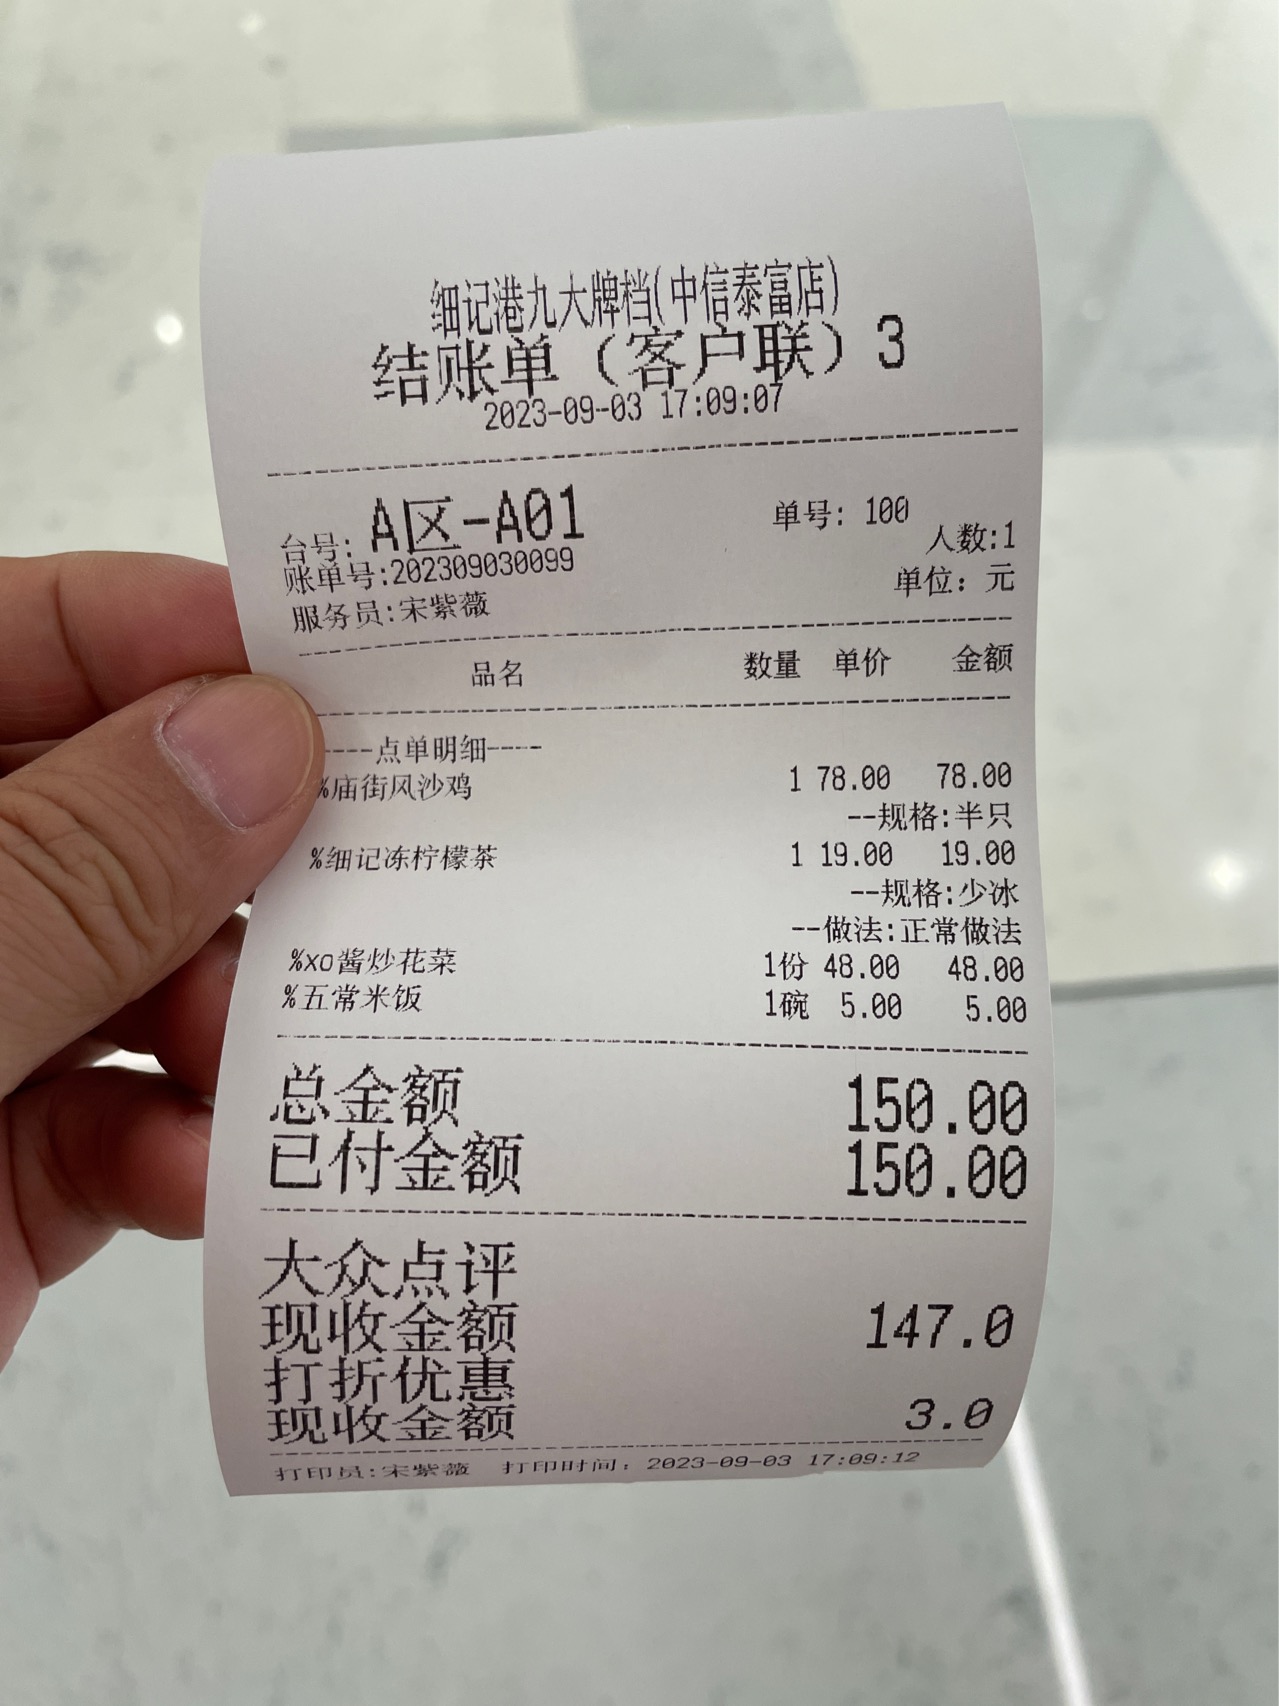 细记港九大牌档(中信泰富店)
结账单（客户联）3
2023-09-03 17:09:07
台号: A区-A01 单号: 100
人数:1
账单号:202309030099
单位: 元
服务员:宋紫薇
品名 数量 单价 金额
----点单明细----
%庙街风沙鸡 1 78.00 78.00
--规格:半只
%细记冻柠檬茶 1 19.00 19.00
--规格:少冰
--做法:正常做法
%xo酱炒花菜 1份 48.00 48.00
%五常米饭 1碗 5.00 5.00
总金额 150.00
已付金额 150.00
大众点评
现收金额 147.0
打折优惠
现收金额 3.0
打印员:宋紫薇 打印时间: 2023-09-03 17:09:12